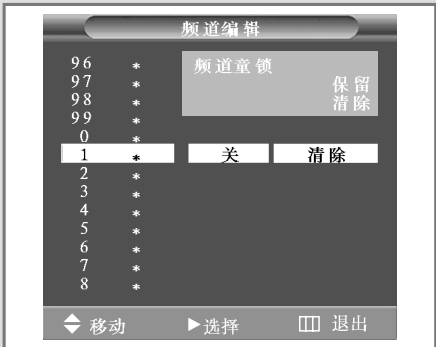 频道编辑
96 *
97 *
98 *
99 *
0 *
1 *
2 *
3 *
4 *
5 *
6 *
7 *
8 *
频道童锁
保留
清除
关 清除
移动 选择 退出